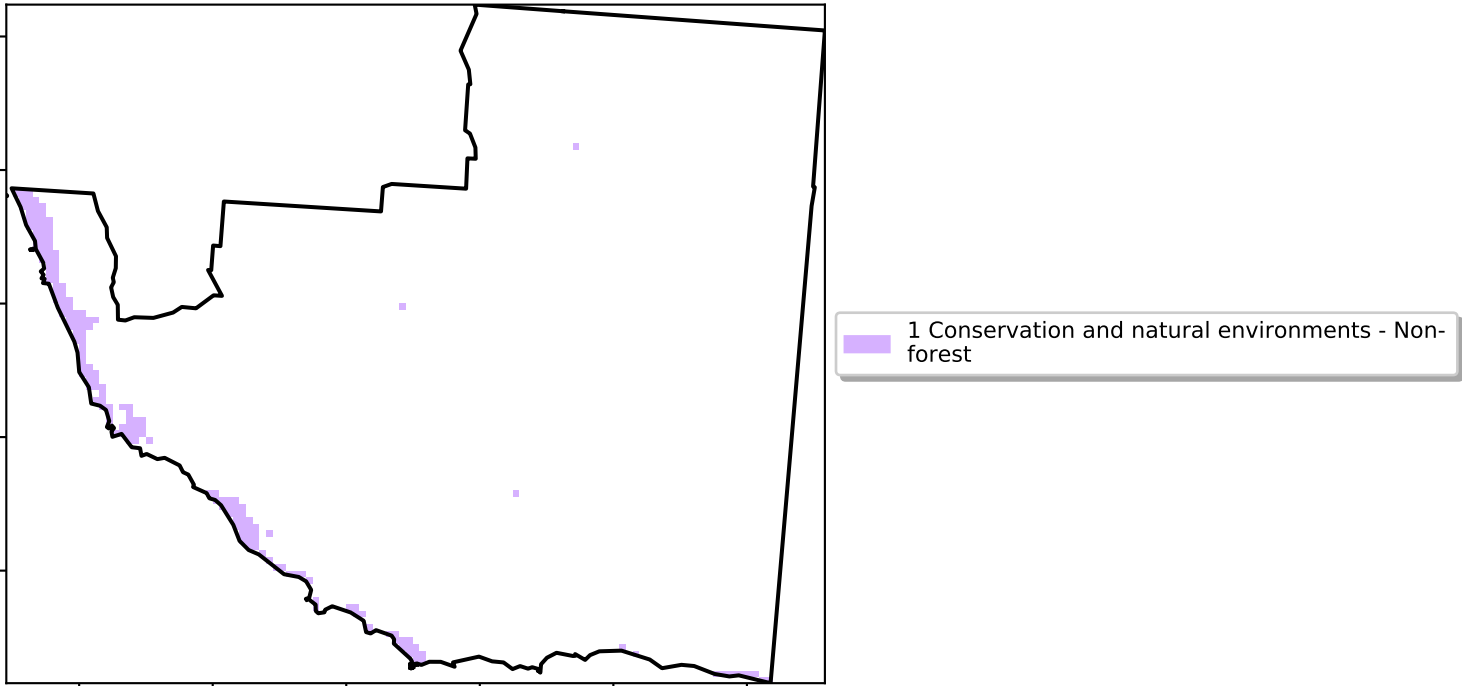 1 Conservation and natural environments - Non-
forest